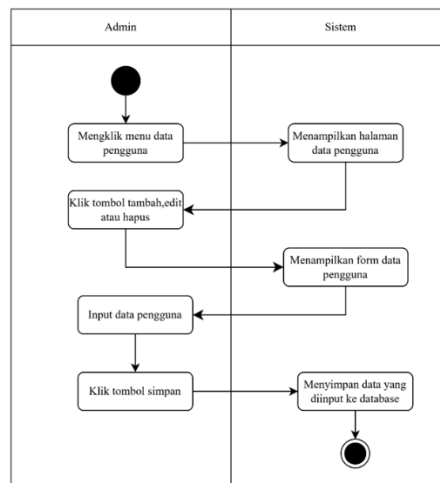 Admin
Sistem
Mengklik menu data
pengguna
Menampilkan halaman
data pengguna
Klik tombol tambah,edit
atau hapus
Menampilkan form data
pengguna
Input data pengguna
Klik tombol simpan
Menyimpan data yang
diinput ke database